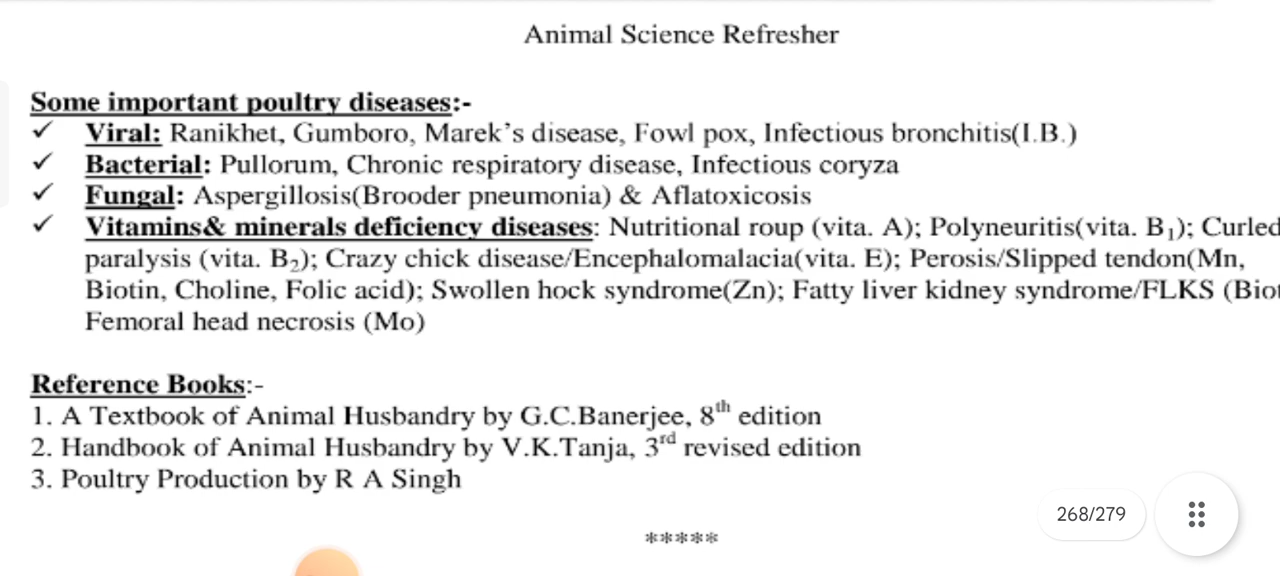 Animal Science Refresher
Some important poultry diseases:-
✓ Viral: Ranikhet, Gumboro, Marek's disease, Fowl pox, Infectious bronchitis(I.B.)
✓ Bacterial: Pullorum, Chronic respiratory disease, Infectious coryza
✓ Fungal: Aspergillosis(Brooder pneumonia) & Aflatoxicosis
✓ Vitamins& minerals deficiency diseases: Nutritional roup (vita. A); Polyneuritis(vita. B₁); Curled
paralysis (vita. B₂); Crazy chick disease/Encephalomalacia(vita. E); Perosis/Slipped tendon(Mn,
Biotin, Choline, Folic acid); Swollen hock syndrome(Zn); Fatty liver kidney syndrome/FLKS
Femoral head necrosis (Mo)
Reference Books:-
1. A Textbook of Animal Husbandry by G.C.Banerjee, 8th edition
2. Handbook of Animal Husbandry by V.K.Tanja, 3rd revised edition
3. Poultry Production by R A Singh
268/279
*****